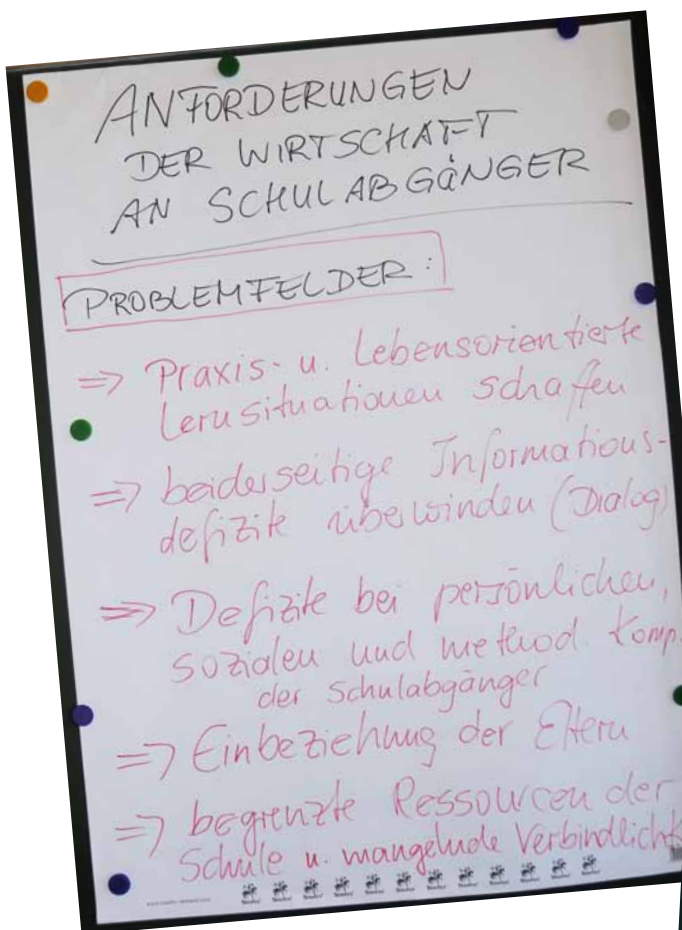 ANFORDERUNGEN
DER WIRTSCHAFT
AN SCHULABGÄNGER
PROBLEMFELDER:
=> Praxis- u. Lebensorientierte
Lernsituationen schaffen
=> beiderseitige Informations-
defizite überwinden (Dialog)
=> Defizite bei persönlichen,
sozialen und method. Komp.
der Schulabgänger
=> Einbeziehung der Eltern
=> begrenzte Ressourcen der
Schule u. mangelnde Verbindlichk